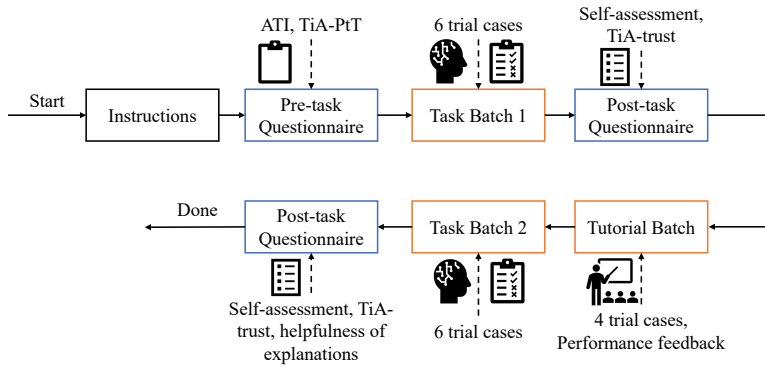 ATI, TiA-PtT
6 trial cases
Self-assessment,
TiA-trust
Start
Instructions
Pre-task
Questionnaire
Task Batch 1
Post-task
Questionnaire
Done
Post-task
Questionnaire
Task Batch 2
Tutorial Batch
Self-assessment, TiA-
trust, helpfulness of
explanations
6 trial cases
4 trial cases,
Performance feedback